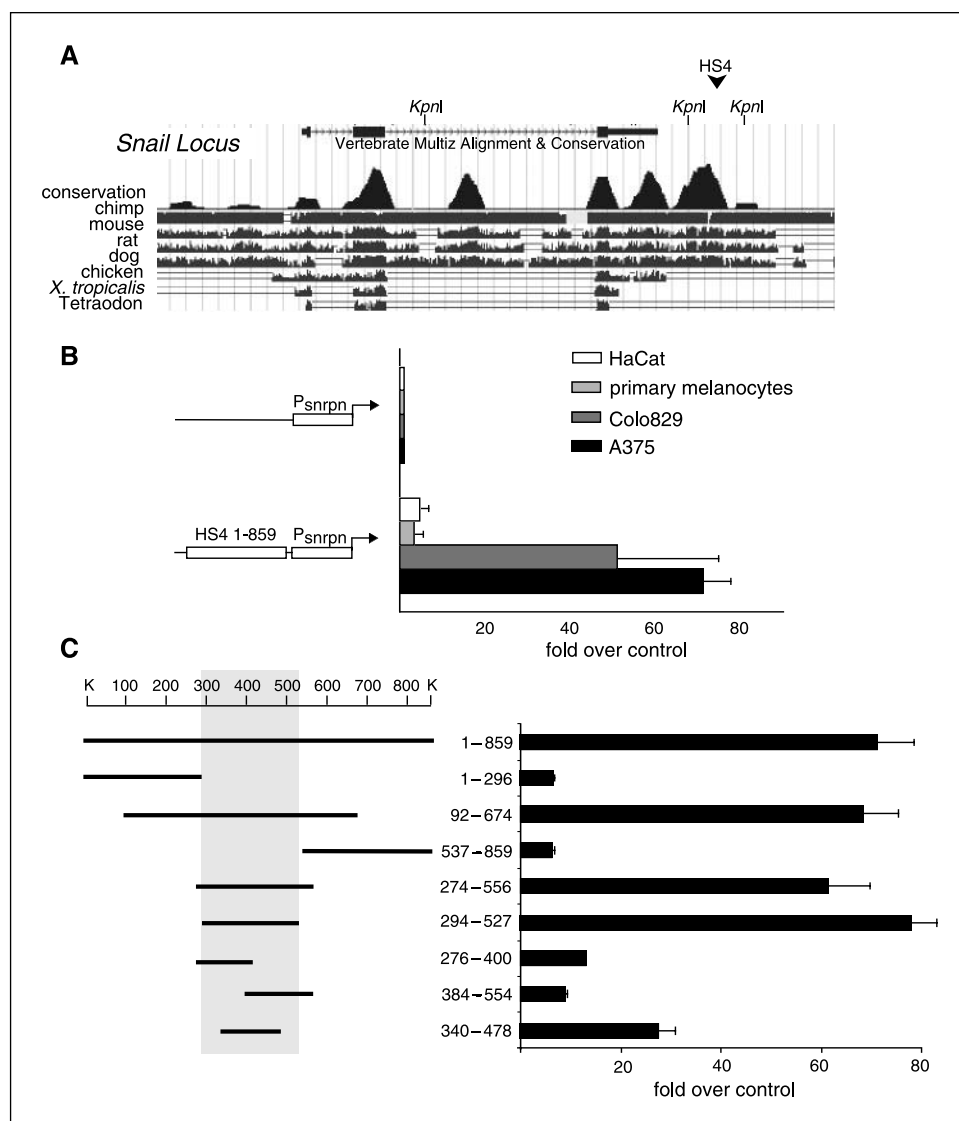 A
HS4
KpnI KpnI KpnI
Snail Locus
Vertebrate Multiz Alignment & Conservation
conservation
chimp
mouse
rat
dog
chicken
X. tropicalis
Tetraodon
B
HaCat
primary melanocytes
Colo829
A375
Psnrpn
HS4 1-859 Psnrpn
20 40 60 80
fold over control
C
K 100 200 300 400 500 600 700 800 K
1–859
1–296
92–674
537–859
274–556
294–527
276–400
384–554
340–478
20 40 60 80
fold over control